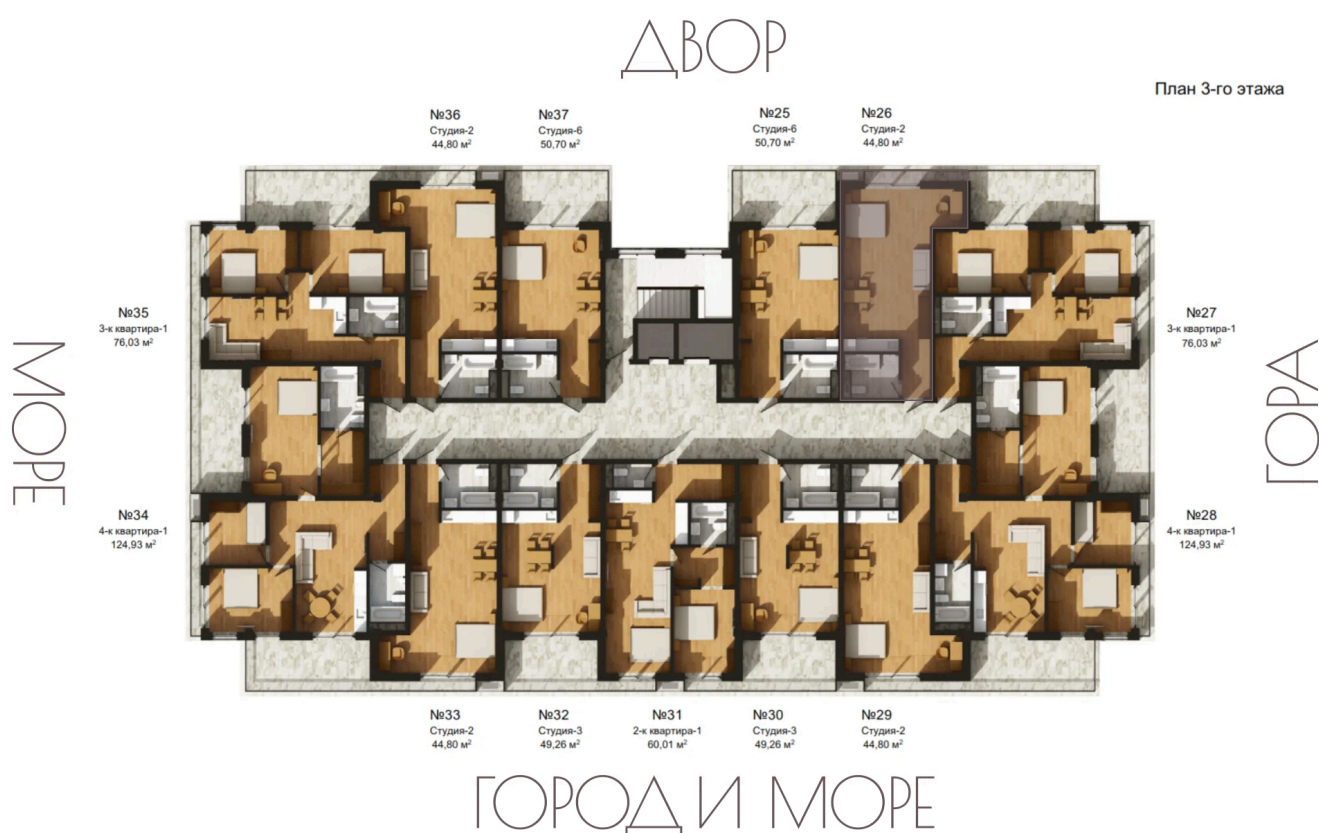 ДВОР
План 3-го этажа
№36
Студия-2
44,80 м²
№37
Студия-6
50,70 м²
№25
Студия-6
50,70 м²
№26
Студия-2
44,80 м²
№35
3-к квартира-1
76,03 м²
№27
3-к квартира-1
76,03 м²
МОРЕ
ГОРА
№34
4-к квартира-1
124,93 м²
№28
4-к квартира-1
124,93 м²
№33
Студия-2
44,80 м²
№32
Студия-3
49,26 м²
№31
2-к квартира-1
60,01 м²
№30
Студия-3
49,26 м²
№29
Студия-2
44,80 м²
ГОРОД И МОРЕ